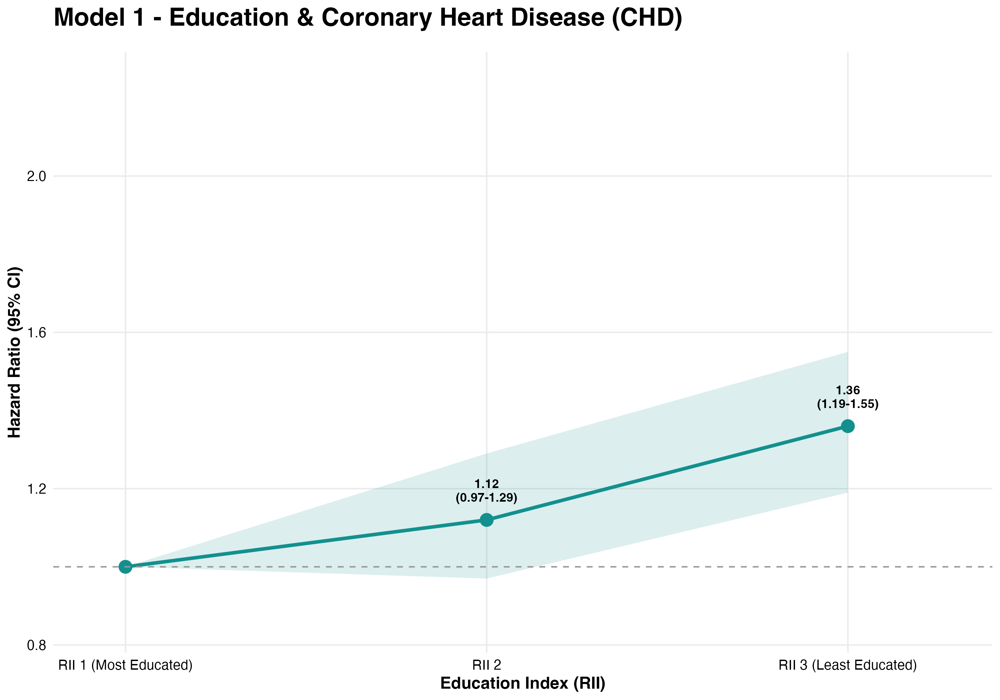 Model 1 - Education & Coronary Heart Disease (CHD)
Hazard Ratio (95% CI)
2.0
1.6
1.2
0.8
1.36
(1.19-1.55)
1.12
(0.97-1.29)
RII 1 (Most Educated)
RII 2
RII 3 (Least Educated)
Education Index (RII)